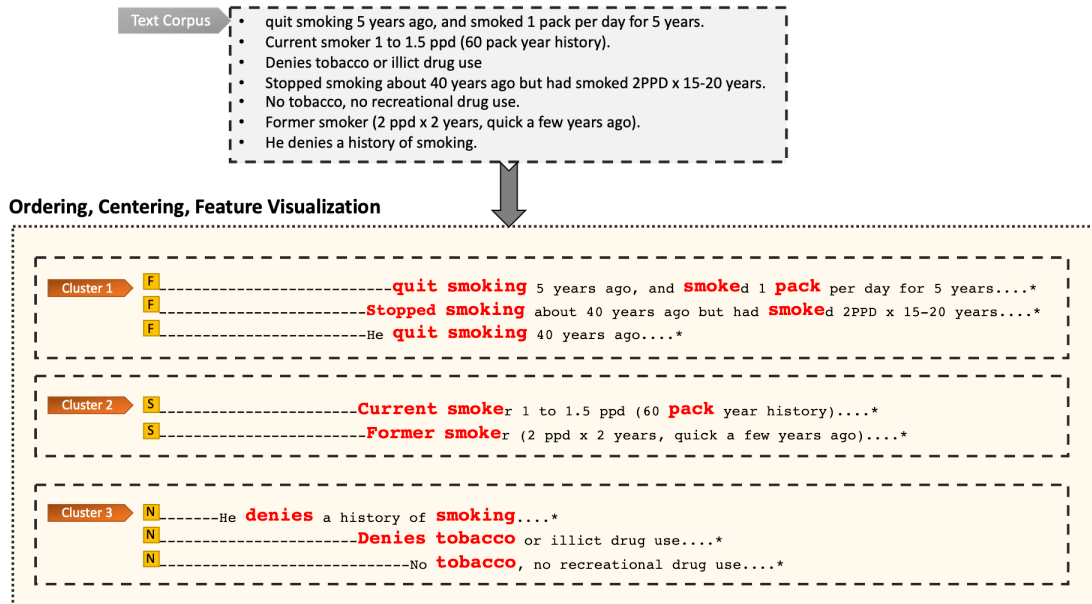 Text Corpus
• quit smoking 5 years ago, and smoked 1 pack per day for 5 years.
• Current smoker 1 to 1.5 ppd (60 pack year history).
• Denies tobacco or illict drug use
• Stopped smoking about 40 years ago but had smoked 2PPD x 15-20 years.
• No tobacco, no recreational drug use.
• Former smoker (2 ppd x 2 years, quick a few years ago).
• He denies a history of smoking.
Ordering, Centering, Feature Visualization
Cluster 1
F_______________________quit smoking 5 years ago, and smoked 1 pack per day for 5 years....*
F--------------------Stopped smoking about 40 years ago but had smoked 2PPD x 15-20 years....*
F--------------------He quit smoking 40 years ago....*
Cluster 2
S-------------------Current smoker 1 to 1.5 ppd (60 pack year history)....*
S--------------------Former smoker (2 ppd x 2 years, quick a few years ago)....*
Cluster 3
N------He denies a history of smoking....*
N-------------------Denies tobacco or illict drug use....*
N------------------------No tobacco, no recreational drug use....*